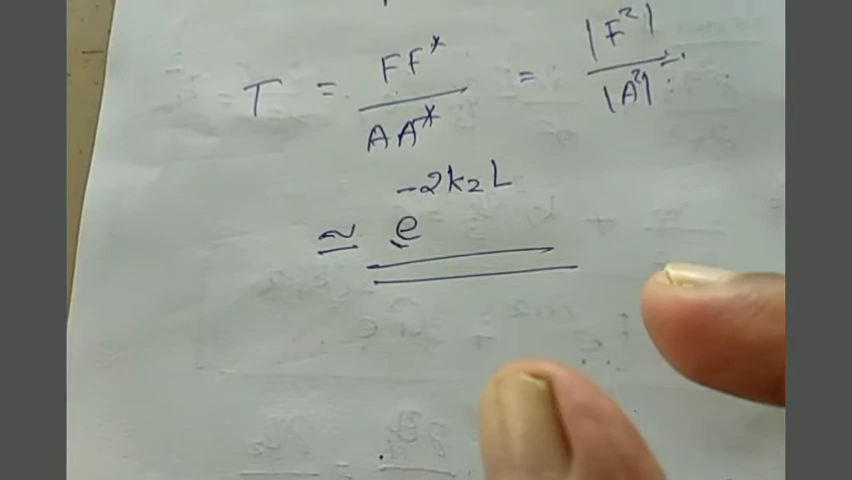 T = FF* / AA* = |F²| / |A²|
≈ e^{-2k₂L}